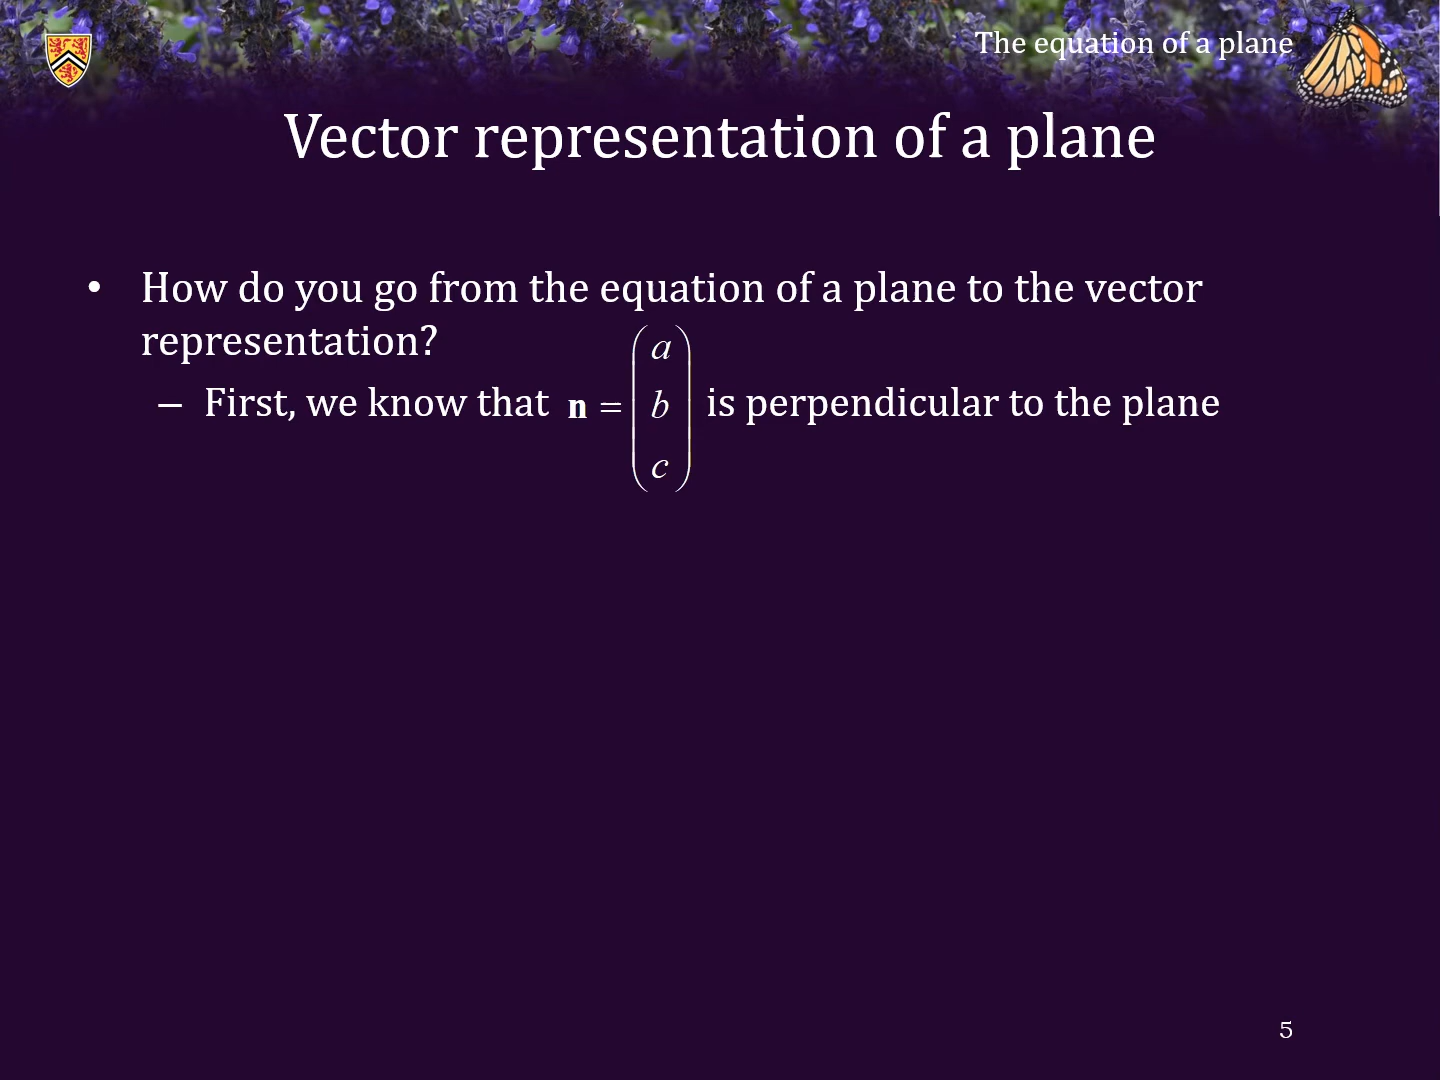 The equation of a plane
Vector representation of a plane
• How do you go from the equation of a plane to the vector
representation?
– First, we know that n = (a b c) is perpendicular to the plane
5